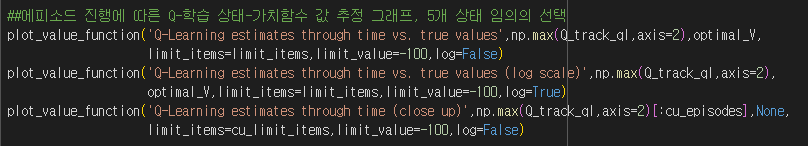 ##에피소드 진행에 따른 Q-학습 상태-가치함수 값 추정 그래프, 5개 상태 임의의 선택
plot_value_function('Q-Learning estimates through time vs. true values',np.max(Q_track_ql,axis=2),optimal_V,
limit_items=limit_items,limit_value=-100,log=False)
plot_value_function('Q-Learning estimates through time vs. true values (log scale)',np.max(Q_track_ql,axis=2),
optimal_V,limit_items=limit_items,limit_value=-100,log=True)
plot_value_function('Q-Learning estimates through time (close up)',np.max(Q_track_ql,axis=2)[:cu_episodes],None,
limit_items=cu_limit_items,limit_value=-100,log=False)